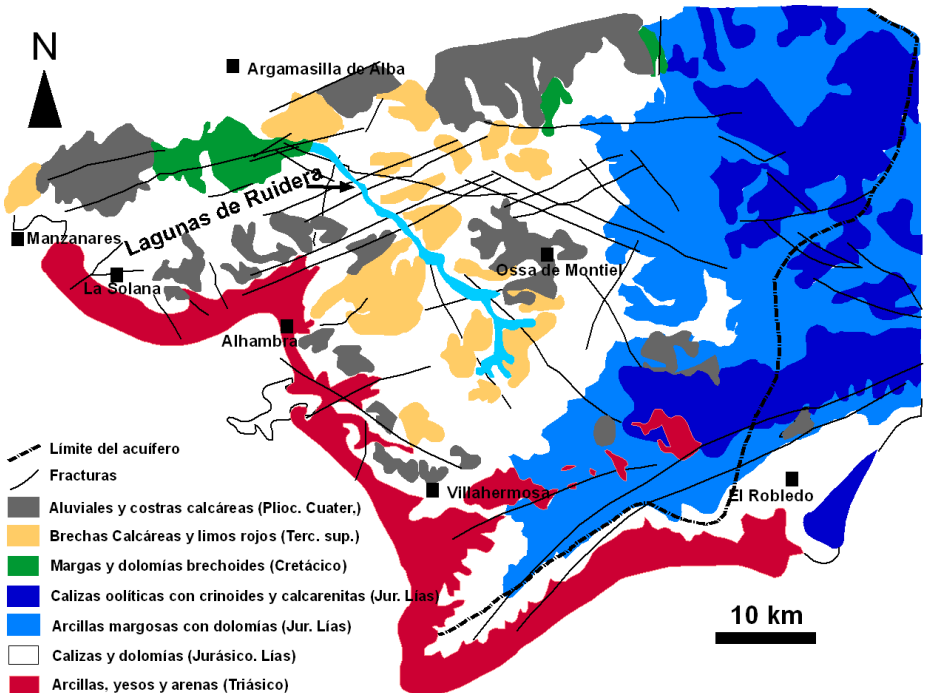 N
Argamasilla de Alba
Lagunas de Ruidera
Manzanares
La Solana
Ossa de Montiel
Alhambra
Villahermosa
El Robledo
Límite del acuífero
Fracturas
Aluviales y costras calcáreas (Plioc. Cuater.)
Brechas Calcáreas y limos rojos (Terc. sup.)
Margas y dolomías brechoides (Cretácico)
Calizas oolíticas con crinoides y calcarenitas (Jur. Lías)
Arcillas margosas con dolomías (Jur. Lías)
Calizas y dolomías (Jurásico. Lías)
Arcillas, yesos y arenas (Triásico)
10 km